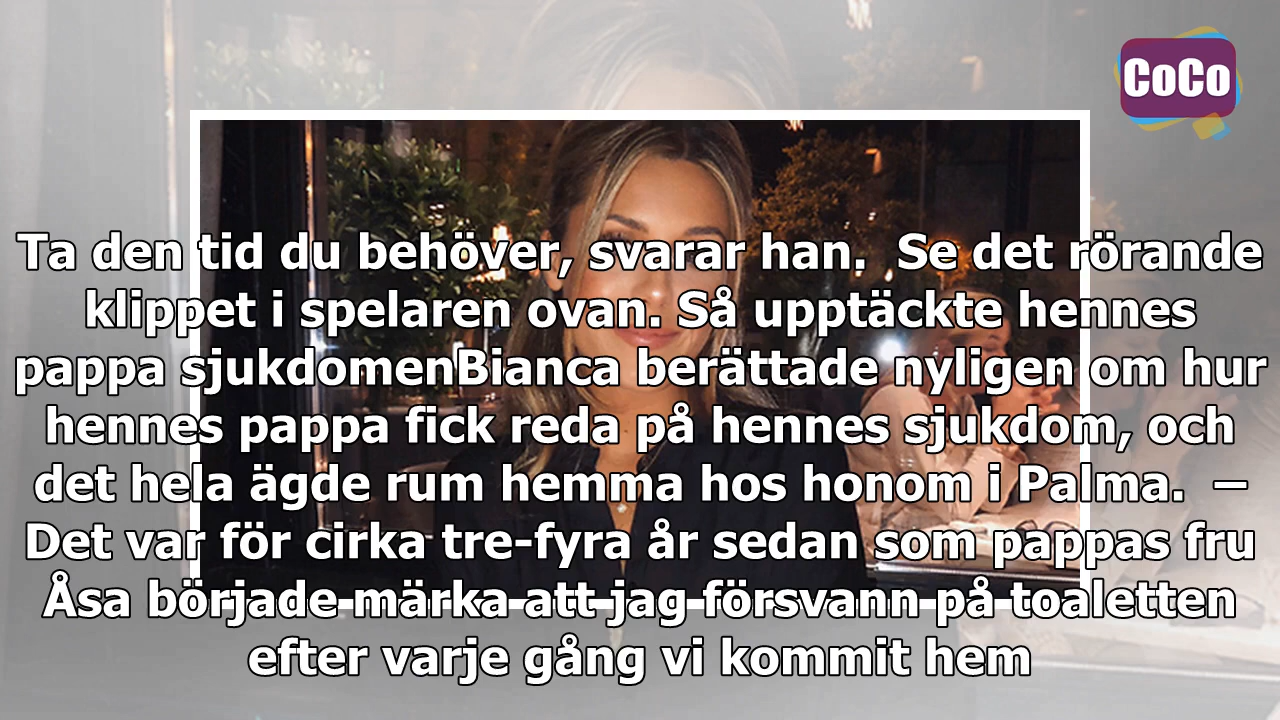 CoCo
Ta den tid du behöver, svarar han.  Se det rörande
klippet i spelaren ovan. Så upptäckte hennes
pappa sjukdomenBianca berättade nyligen om hur
hennes pappa fick reda på hennes sjukdom, och
det hela ägde rum hemma hos honom i Palma.  –
Det var för cirka tre-fyra år sedan som pappas fru
Åsa började märka att jag försvann på toaletten
efter varje gång vi kommit hem